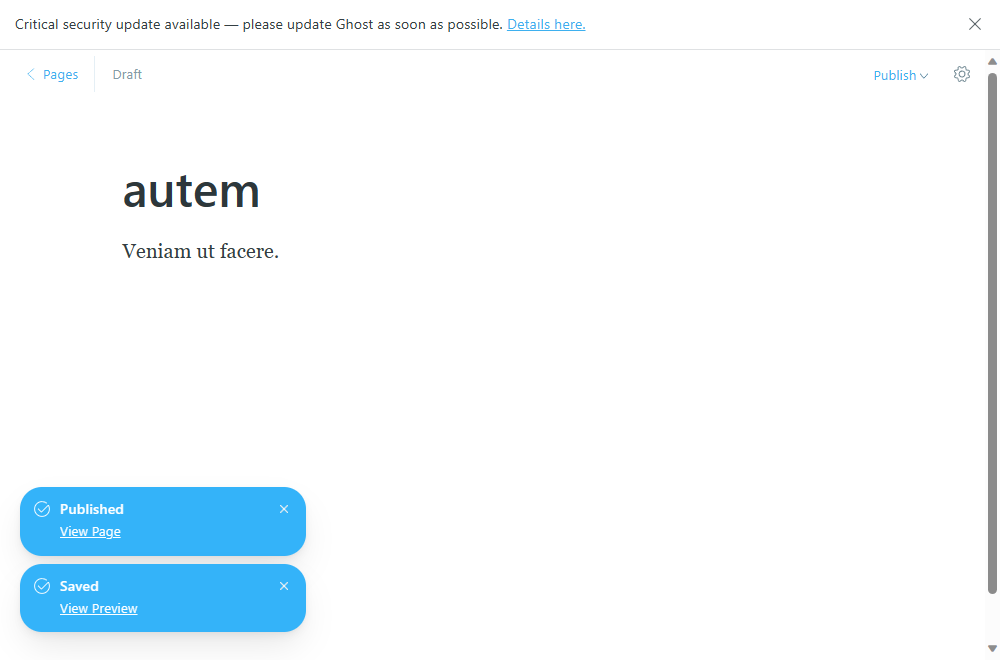 Critical security update available — please update Ghost as soon as possible. Details here.
Pages
Draft
Publish
autem
Veniam ut facere.
Published
View Page
Saved
View Preview